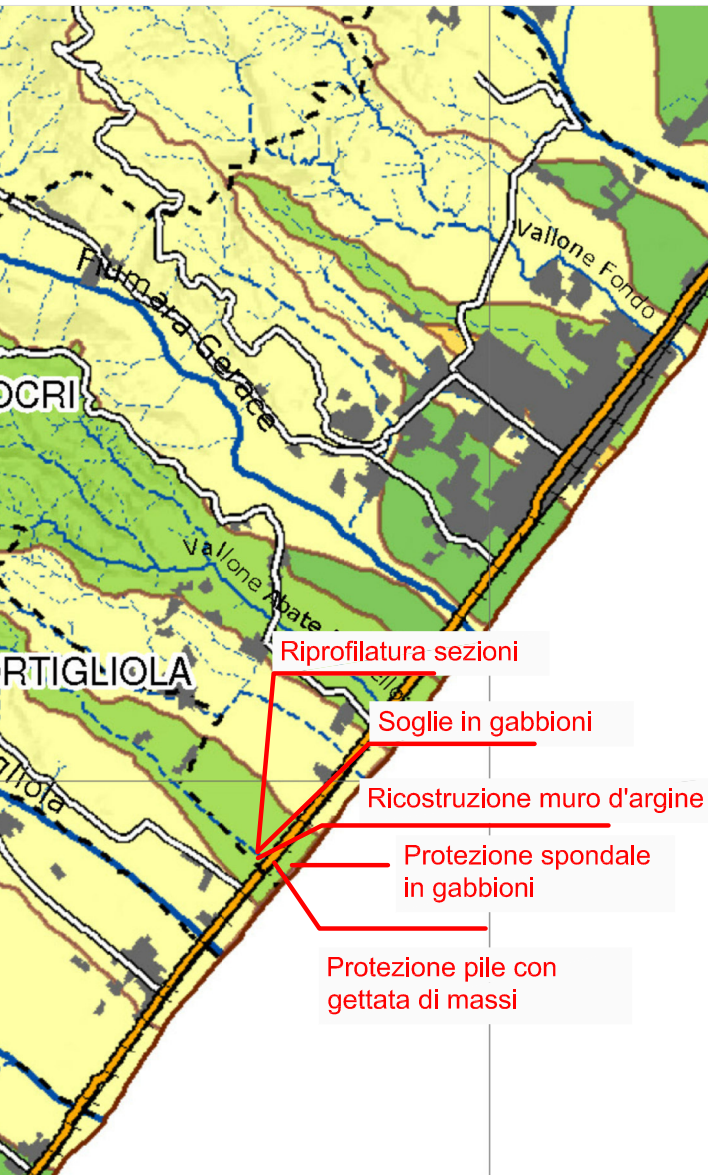 Vallone Fondo
Fiumara Gerace
OCRI
Vallone Abate
RTIGLIOLA
Riprofilatura sezioni
Soglie in gabbioni
Ricostruzione muro d'argine
Protezione spondale
in gabbioni
Protezione pile con
gettata di massi